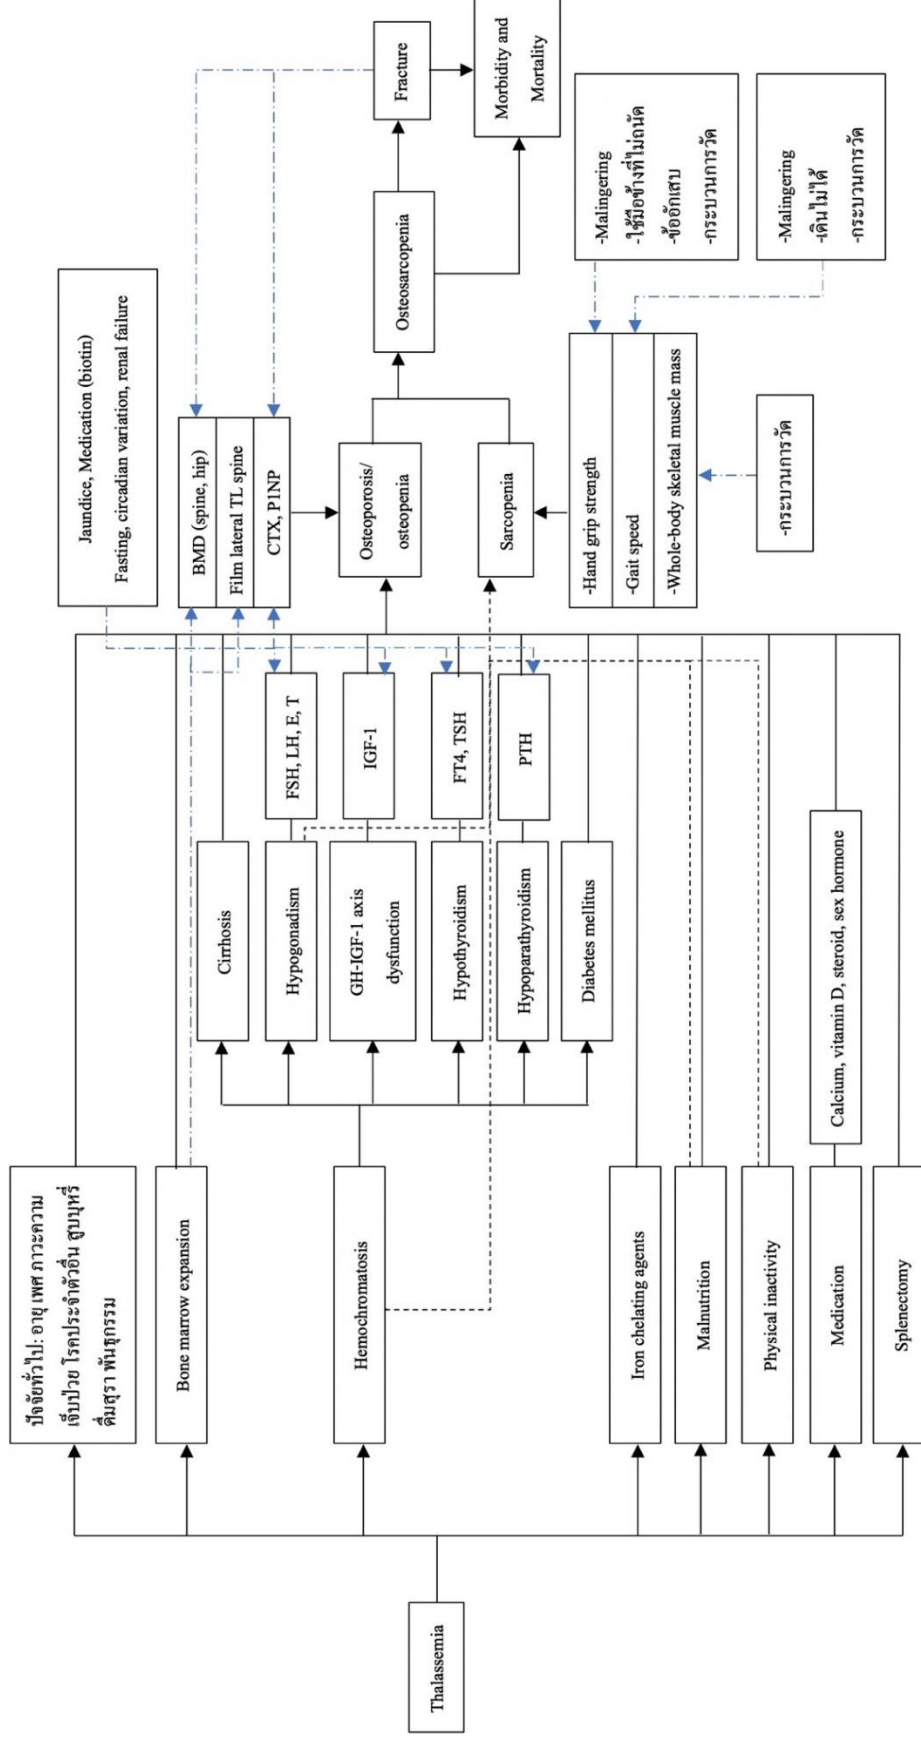 Thalassemia
ปัจจัยทั่วไป: อายุ เพศ ภาวะความ
เจ็บป่วย โรคประจำตัวอื่น สูบบุหรี่
ดื่มสุรา พันธุกรรม
Bone marrow expansion
Hemochromatosis
Iron chelating agents
Malnutrition
Physical inactivity
Medication
Splenectomy
Cirrhosis
Hypogonadism
GH-IGF-1 axis
dysfunction
Hypothyroidism
Hypoparathyroidism
Diabetes mellitus
Calcium, vitamin D, steroid, sex hormone
FSH, LH, E, T
IGF-1
FT4, TSH
PTH
Jaundice, Medication (biotin)
Fasting, circadian variation, renal failure
BMD (spine, hip)
Film lateral TL spine
CTX, P1NP
Osteoporosis/
osteopenia
Sarcopenia
-Hand grip strength
-Gait speed
-Whole-body skeletal muscle mass
-กระบวนการวัด
Osteosarcopenia
Fracture
Morbidity and
Mortality
-Malingering
-ใช้มือข้างที่ไม่ถนัด
-ข้ออักเสบ
-กระบวนการวัด
-Malingering
-เดินไม่ได้
-กระบวนการวัด